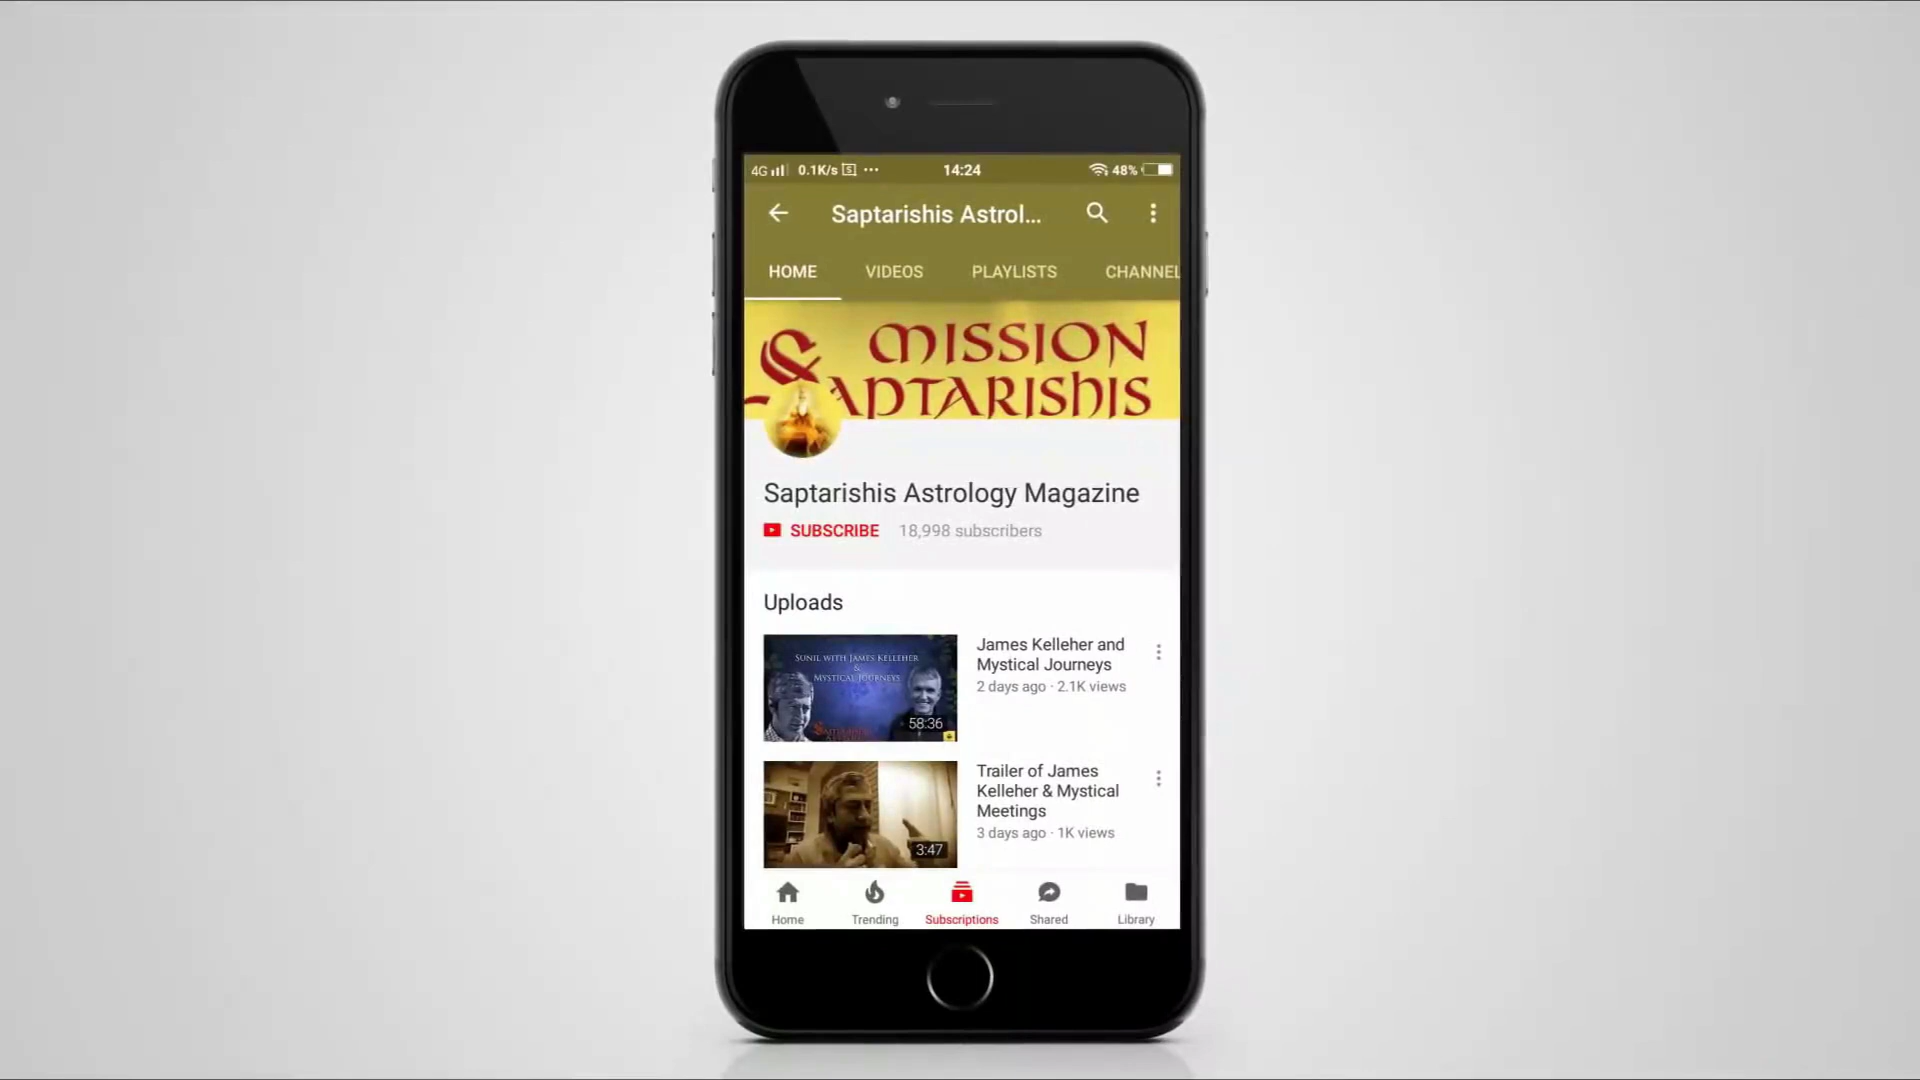 4G 0.1K/s 14:24 48%
Saptarishis Astrol...
HOME VIDEOS PLAYLISTS CHANNEL
MISSION
SAPTARISHIS
Saptarishis Astrology Magazine
SUBSCRIBE 18,998 subscribers
Uploads
SUNIL WITH JAMES KELLEHER
&
MYSTICAL JOURNEYS
SAPTARISHIS
ASTROLOGY
58:36
James Kelleher and
Mystical Journeys
2 days ago · 2.1K views
3:47
Trailer of James
Kelleher & Mystical
Meetings
3 days ago · 1K views
Home Trending Subscriptions Shared Library